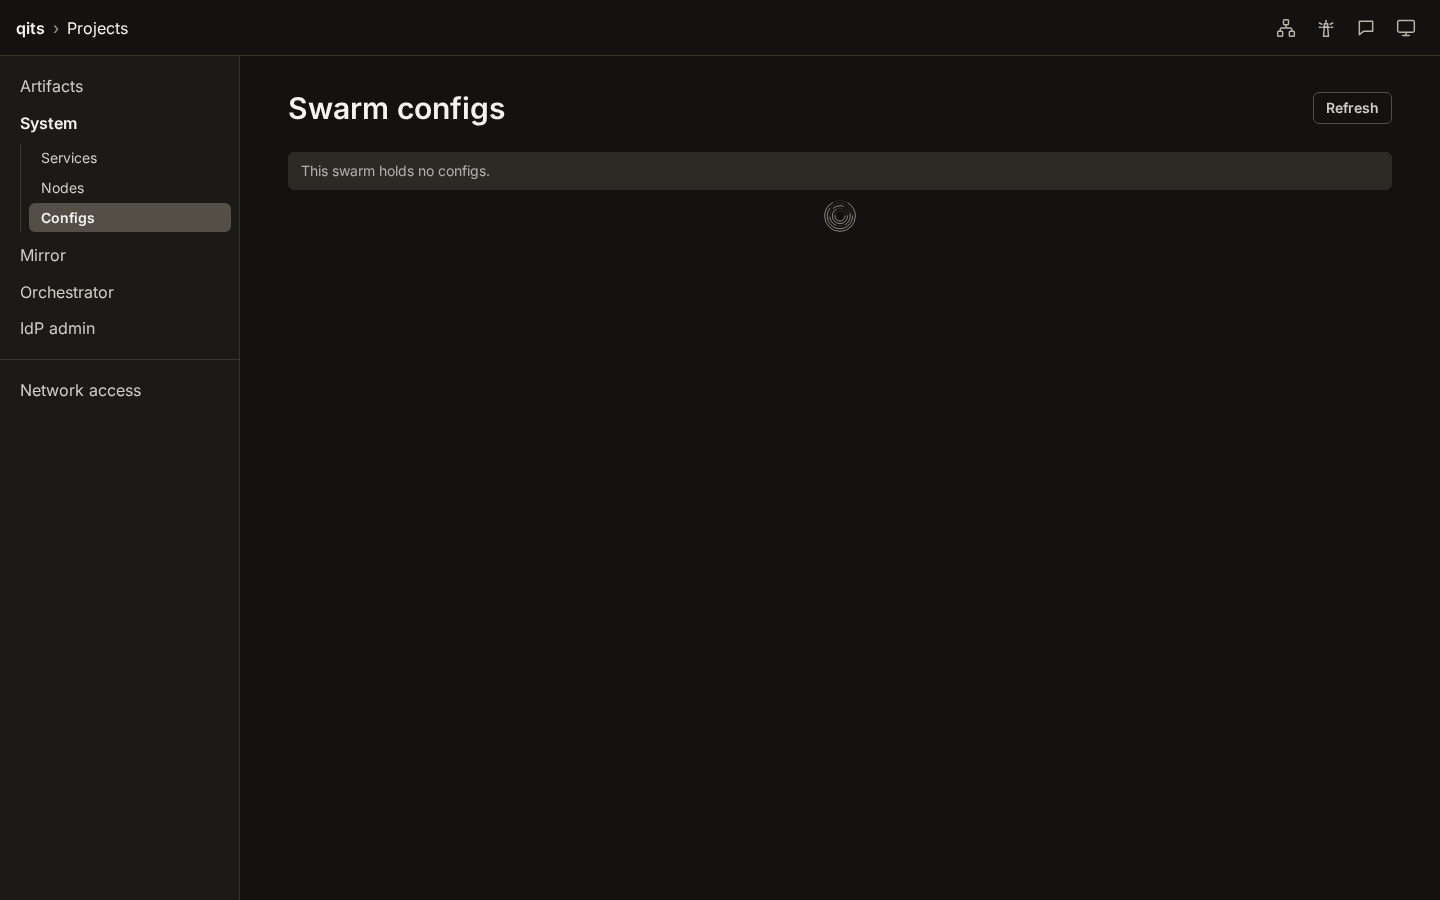 qits › Projects
Artifacts
System
Services
Nodes
Configs
Mirror
Orchestrator
IdP admin
Network access
Swarm configs
Refresh
This swarm holds no configs.